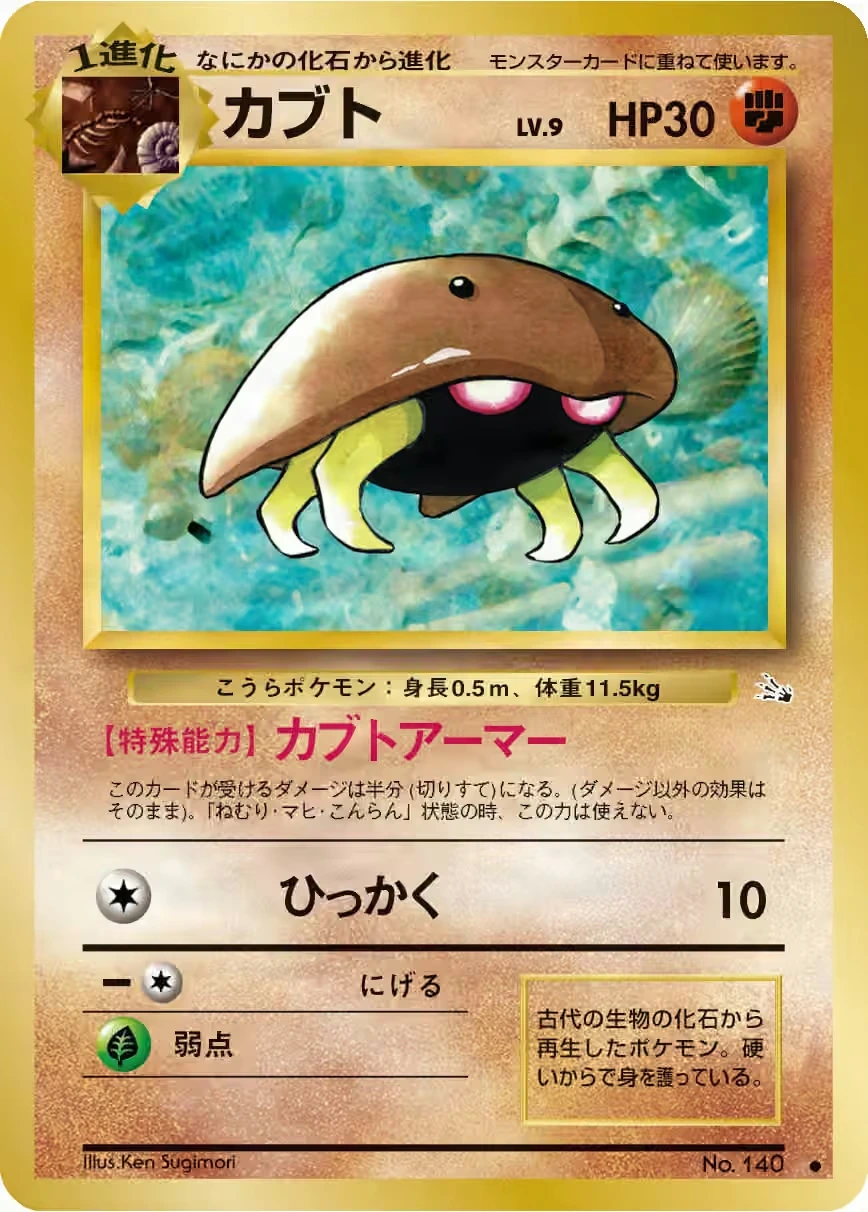 1進化 なにかの化石から進化 モンスターカードに重ねて使います。
カブト LV.9 HP30
こうらポケモン：身長0.5m、体重11.5kg
【特殊能力】カブトアーマー
このカードが受けるダメージは半分(切りすて)になる。(ダメージ以外の効果は
そのまま)。「ねむり・マヒ・こんらん」状態の時、この力は使えない。
ひっかく 10
ー にげる
弱点
古代の生物の化石から
再生したポケモン。硬
いからで身を護っている。
Illus.Ken Sugimori No. 140